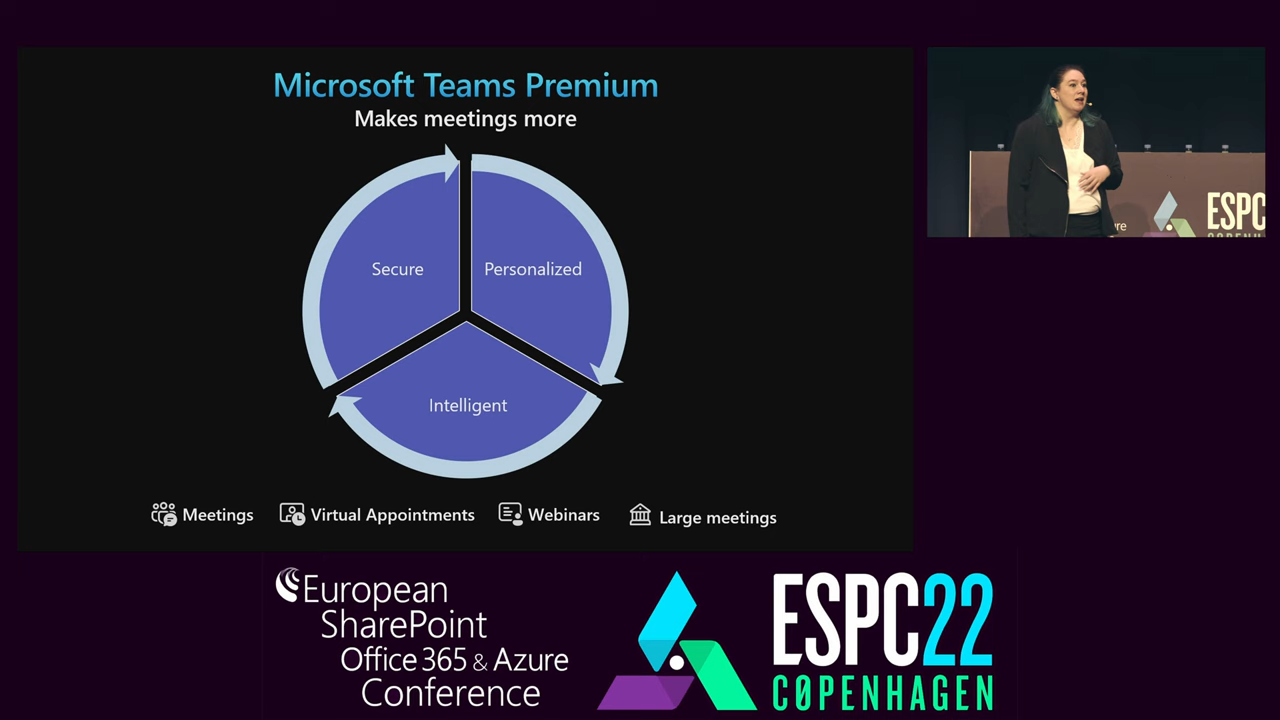 Microsoft Teams Premium
Makes meetings more
Secure
Personalized
Intelligent
Meetings
Virtual Appointments
Webinars
Large meetings
ESPC
European
SharePoint
Office 365 & Azure
Conference
ESPC22
CØPENHAGEN